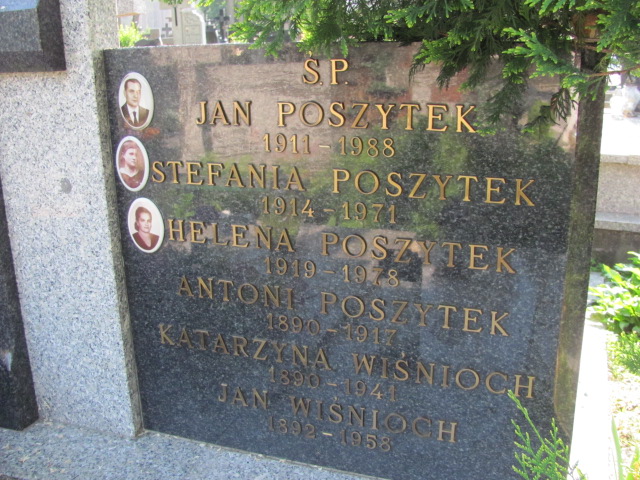 Ś.P.
JAN POSZYTEK
1911-1988
STEFANIA POSZYTEK
1914-1971
HELENA POSZYTEK
1919-1978
ANTONI POSZYTEK
1890-1917
KATARZYNA WIŚNIOCH
1890-1941
JAN WIŚNIOCH
1892-1958